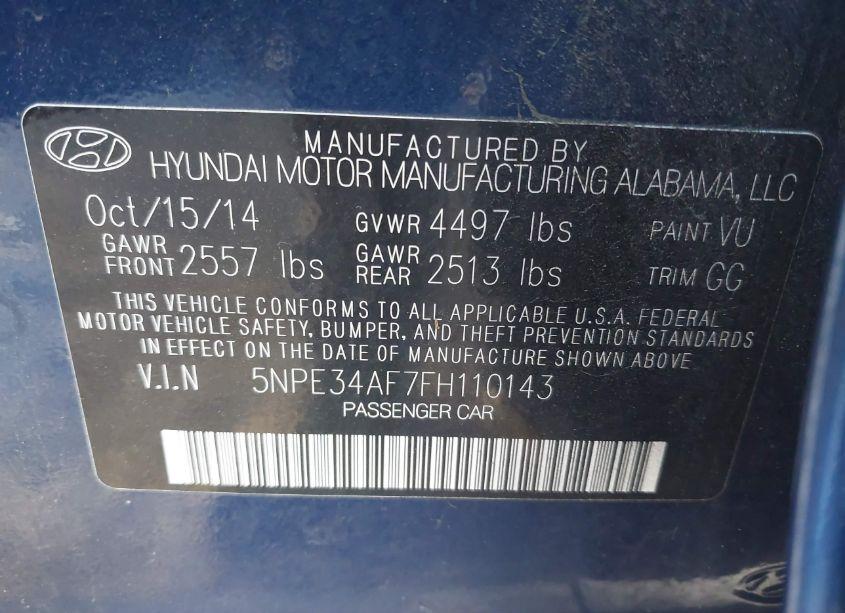 MANUFACTURED BY
HYUNDAI MOTOR MANUFACTURING ALABAMA, LLC
Oct/15/14 GVWR 4497 lbs PAINT VU
GAWR FRONT 2557 lbs GAWR REAR 2513 lbs TRIM GG
THIS VEHICLE CONFORMS TO ALL APPLICABLE U.S.A. FEDERAL
MOTOR VEHICLE SAFETY, BUMPER, AND THEFT PREVENTION STANDARDS
IN EFFECT ON THE DATE OF MANUFACTURE SHOWN ABOVE
V.I.N 5NPE34AF7FH110143
PASSENGER CAR